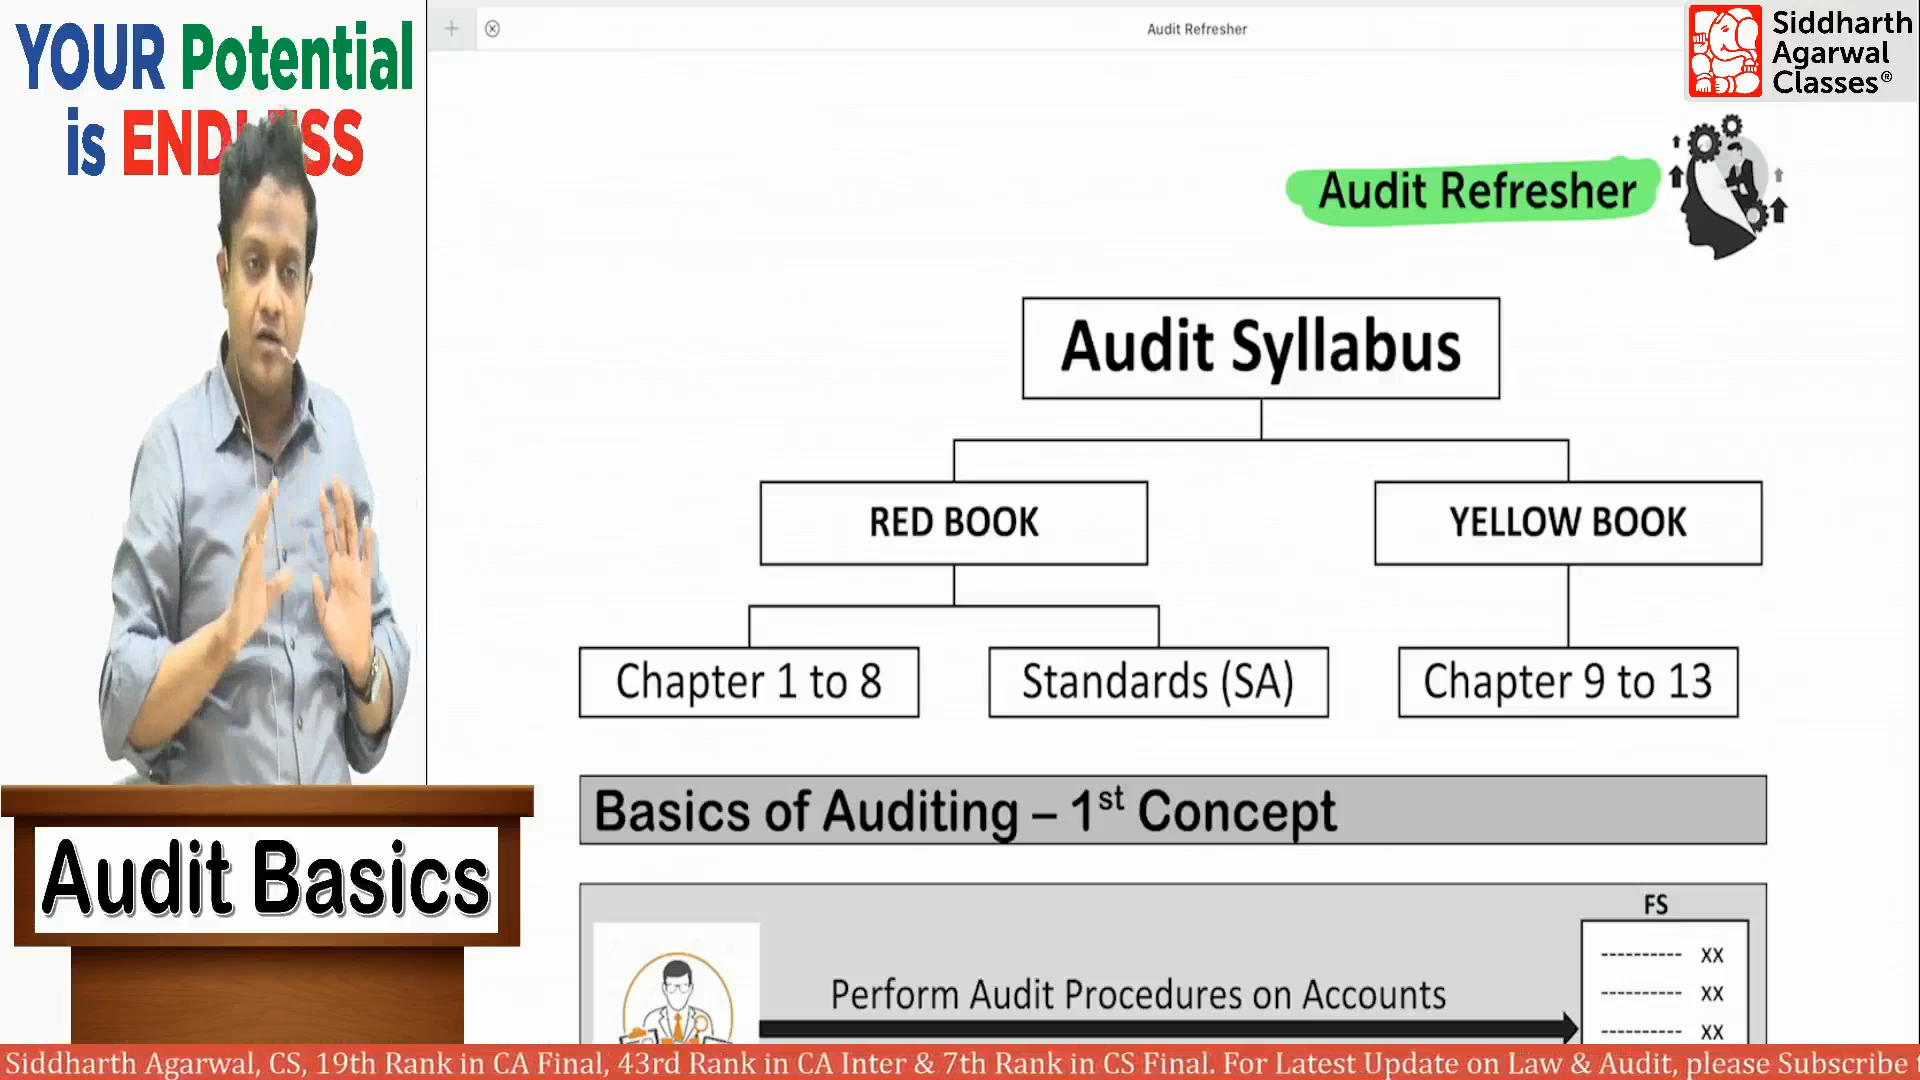 YOUR Potential
is ENDLESS
Audit Refresher
Siddharth
Agarwal
Classes®
Audit Refresher
Audit Syllabus
RED BOOK
YELLOW BOOK
Chapter 1 to 8
Standards (SA)
Chapter 9 to 13
Basics of Auditing – 1st Concept
FS
---------- XX
---------- XX
---------- XX
Perform Audit Procedures on Accounts
Audit Basics
Siddharth Agarwal, CS, 19th Rank in CA Final, 43rd Rank in CA Inter & 7th Rank in CS Final. For Latest Update on Law & Audit, please Subscribe